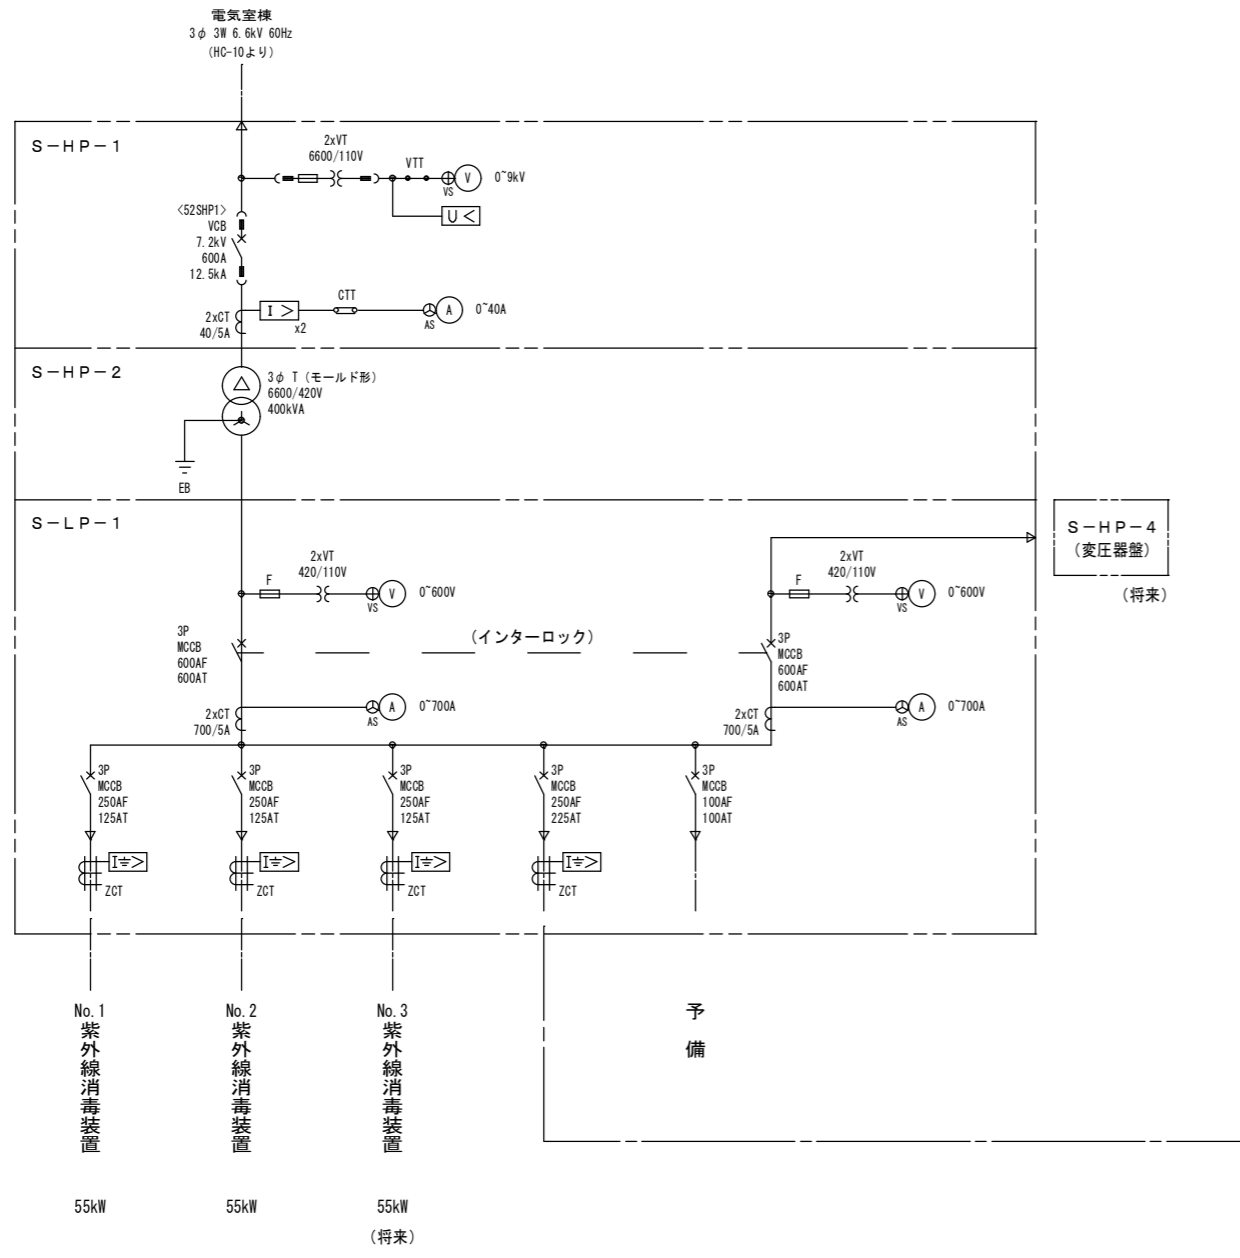 電気室棟
3φ 3W 6.6kV 60Hz
(HC-10より)
S－HP－1
2xVT
6600/110V
VTT
V
VS
0~9kV
U<
<52SHP1>
VCB
7.2kV
600A
12.5kA
I >
x2
CTT
A
AS
0~40A
2xCT
40/5A
S－HP－2
3φ T (モールド形)
6600/420V
400kVA
EB
S－LP－1
S－HP－4
(変圧器盤)
(将来)
F
2xVT
420/110V
V
VS
0~600V
F
2xVT
420/110V
V
VS
0~600V
3P
MCCB
600AF
600AT
(インターロック)
3P
MCCB
600AF
600AT
2xCT
700/5A
A
AS
0~700A
2xCT
700/5A
A
AS
0~700A
3P
MCCB
250AF
125AT
3P
MCCB
250AF
125AT
3P
MCCB
250AF
125AT
3P
MCCB
250AF
225AT
3P
MCCB
100AF
100AT
I⏚>
ZCT
I⏚>
ZCT
I⏚>
ZCT
I⏚>
ZCT
No.1
紫外線消毒装置
55kW
No.2
紫外線消毒装置
55kW
No.3
紫外線消毒装置
55kW
(将来)
予備